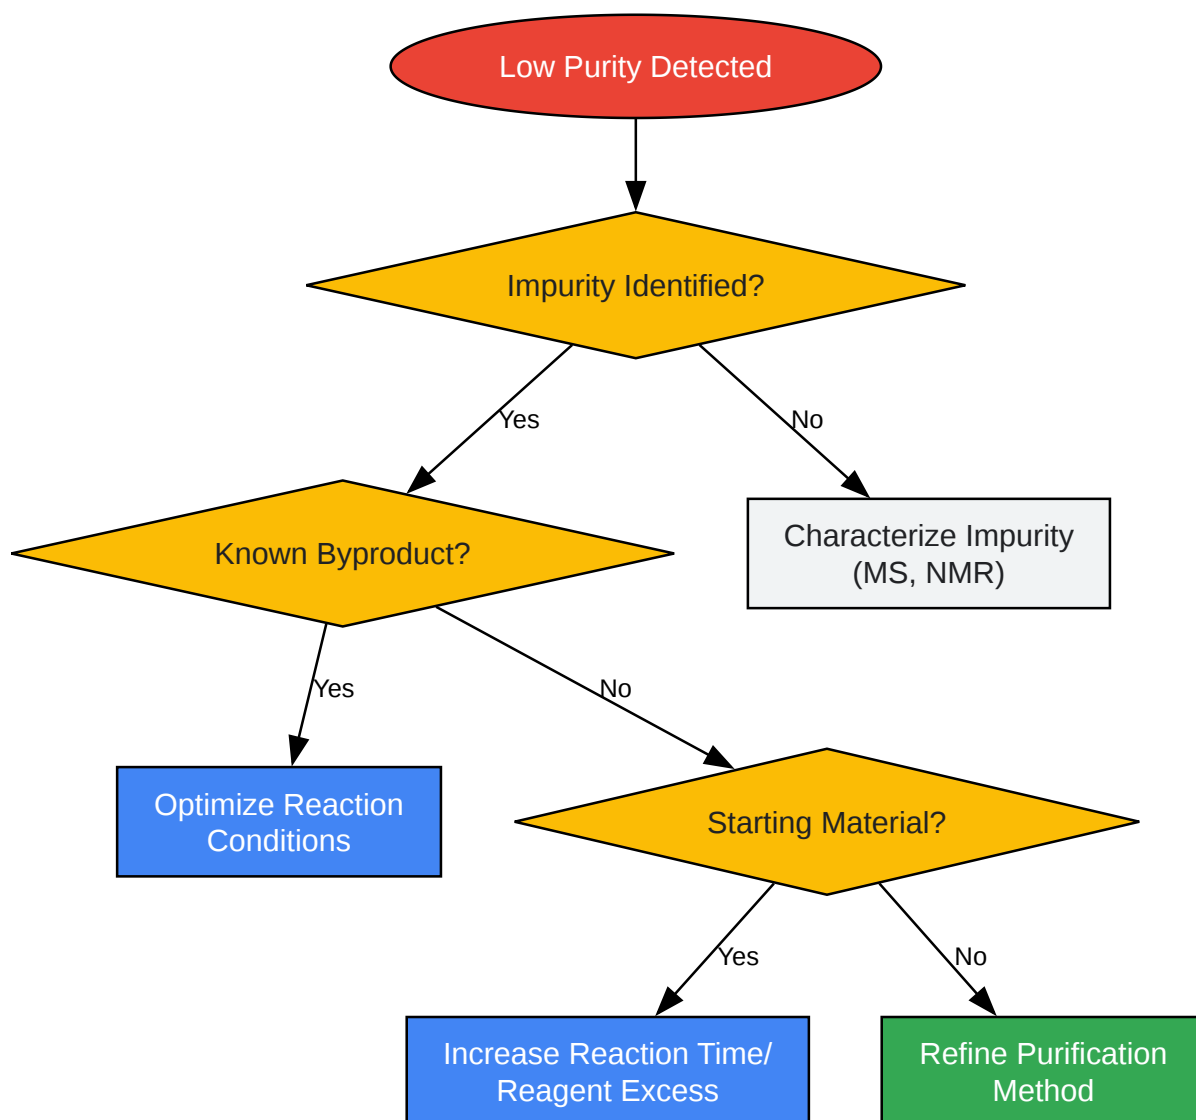 Low Purity Detected
Impurity Identified?
Yes
No
Known Byproduct?
Characterize Impurity
(MS, NMR)
Yes
No
Optimize Reaction
Conditions
Starting Material?
Yes
No
Increase Reaction Time/
Reagent Excess
Refine Purification
Method